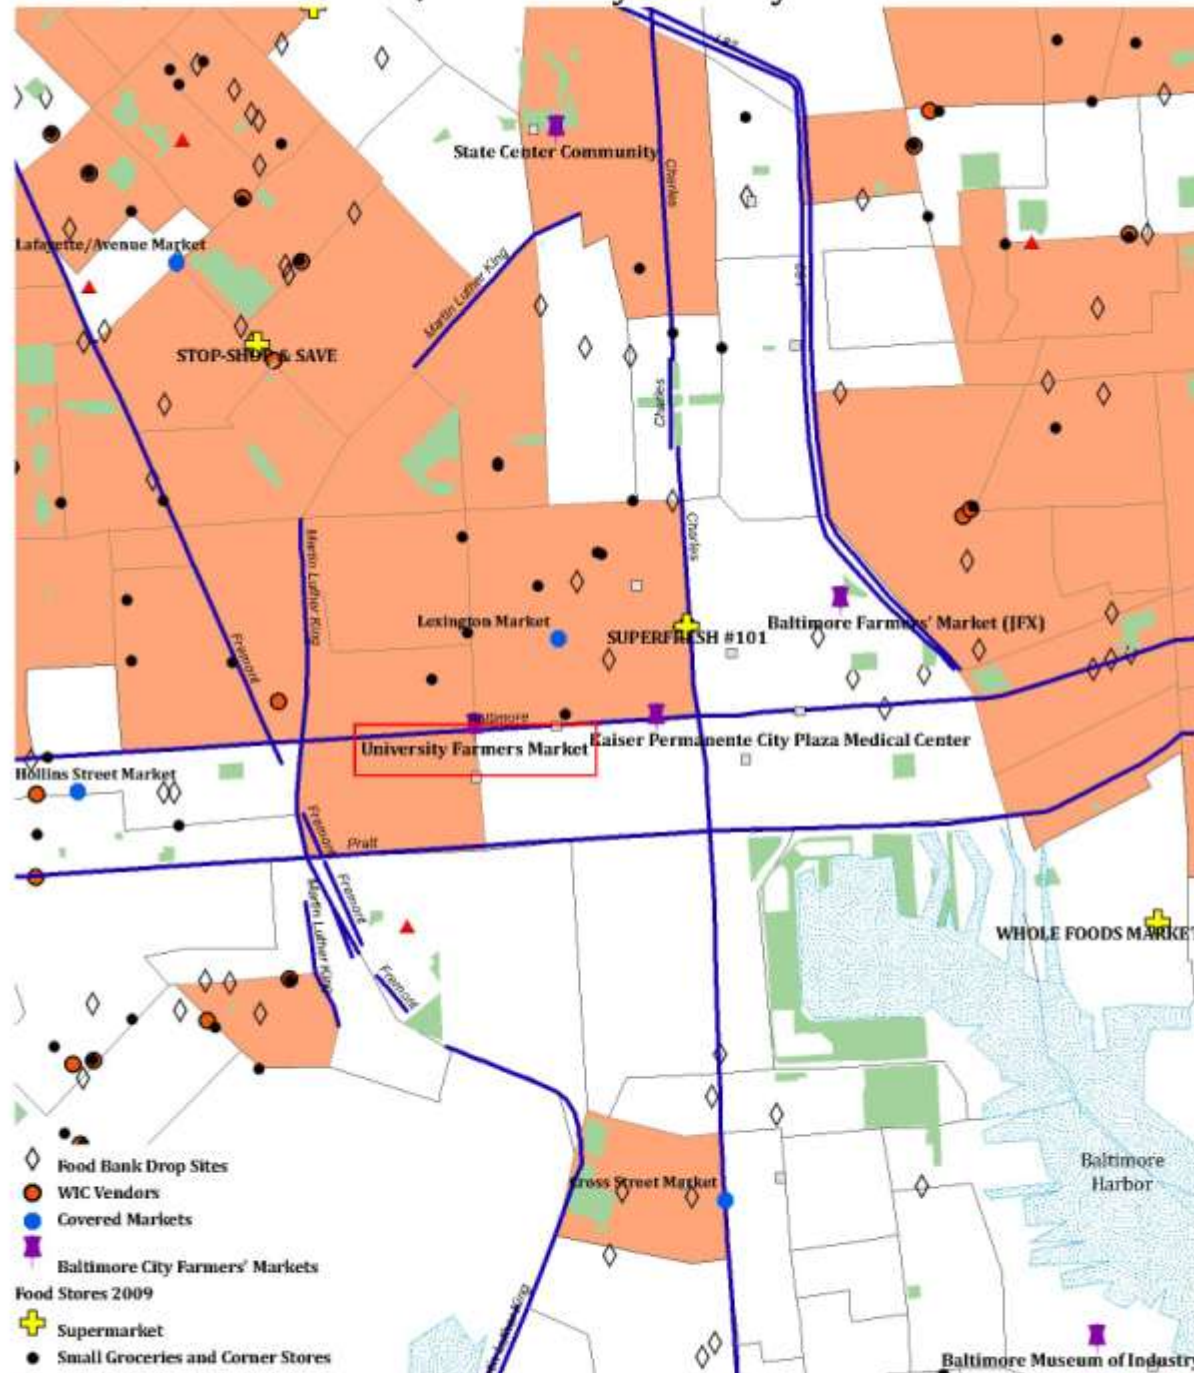 I-83
State Center Community
Charles
Lafayette/Avenue Market
Martin Luther King
I-83
STOP-SHOP & SAVE
Charles
Charles
Martin Luther King
Lexington Market
SUPERFRESH #101
Baltimore Farmers' Market (JFX)
Fremont
Baltimore
University Farmers Market
Kaiser Permanente City Plaza Medical Center
Hollins Street Market
Fremont
Pratt
Fremont
Martin Luther King
WHOLE FOODS MARKET
Fremont
Food Bank Drop Sites
WIC Vendors
Covered Markets
Baltimore City Farmers' Markets
Food Stores 2009
Supermarket
Small Groceries and Corner Stores
Cross Street Market
Baltimore
Harbor
Luther King
Baltimore Museum of Industry